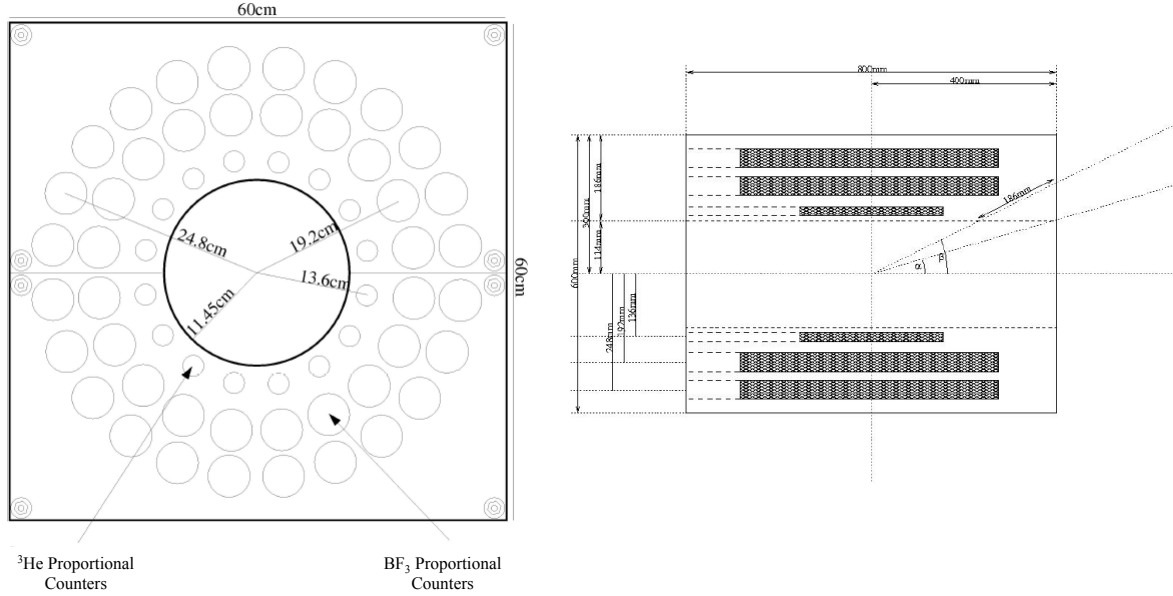 60cm
24.8cm
19.2cm
13.6cm
11.45cm
60cm
³He Proportional
Counters
BF₃ Proportional
Counters
800mm
400mm
186mm
114mm
600mm
186mm
α
136mm
192mm
248mm